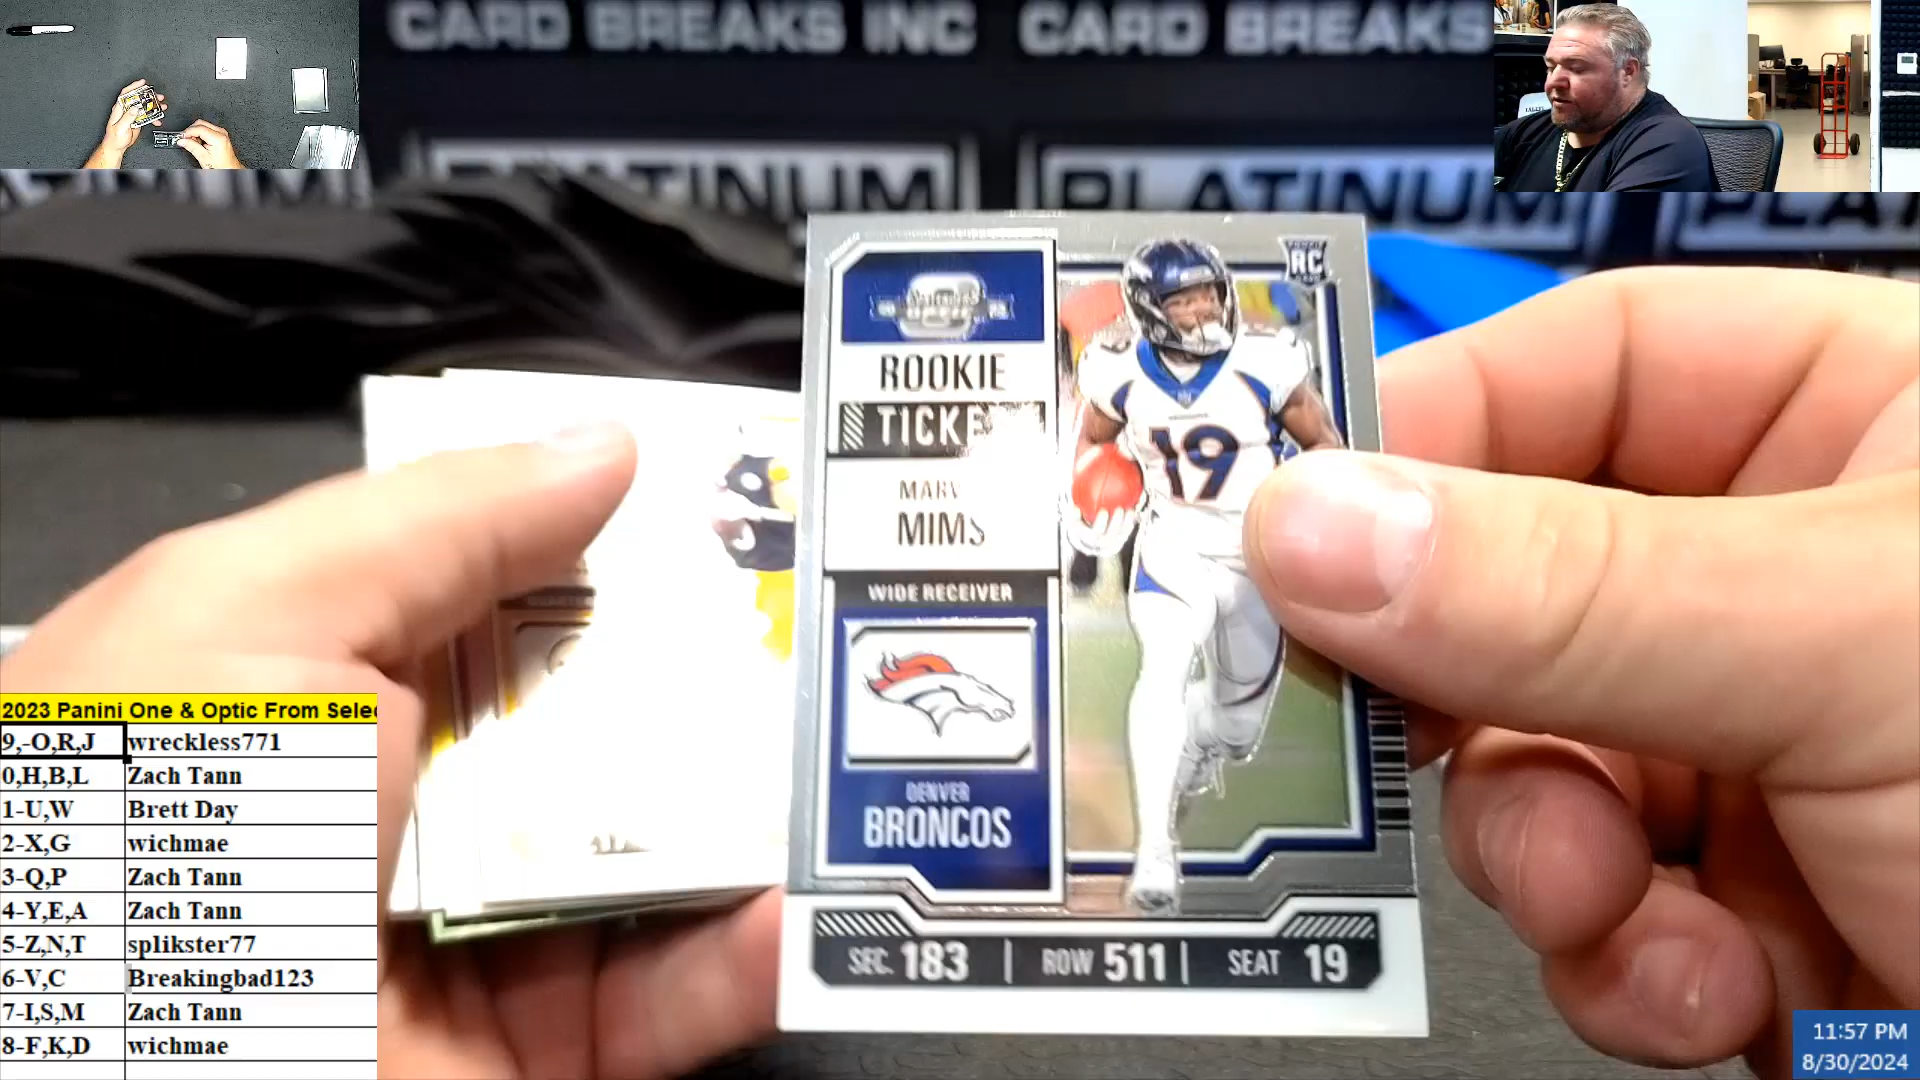 CARD BREAKS INC CARD BREAKS
PLATINUM
PLATINUM
RC
ROOKIE
MIMS
WIDE RECEIVER
DENVER
BRONCOS
SEC. 183 | ROW 511 | SEAT 19
2023 Panini One & Optic From
9,-O,R,J wreckless771
0,H,B,L Zach Tann
1-U,W Brett Day
2-X,G wichmae
3-Q,P Zach Tann
4-Y,E,A Zach Tann
5-Z,N,T splikster77
6-V,C Breakingbad123
7-I,S,M Zach Tann
8-F,K,D wichmae
19
11:57 PM
8/30/2024